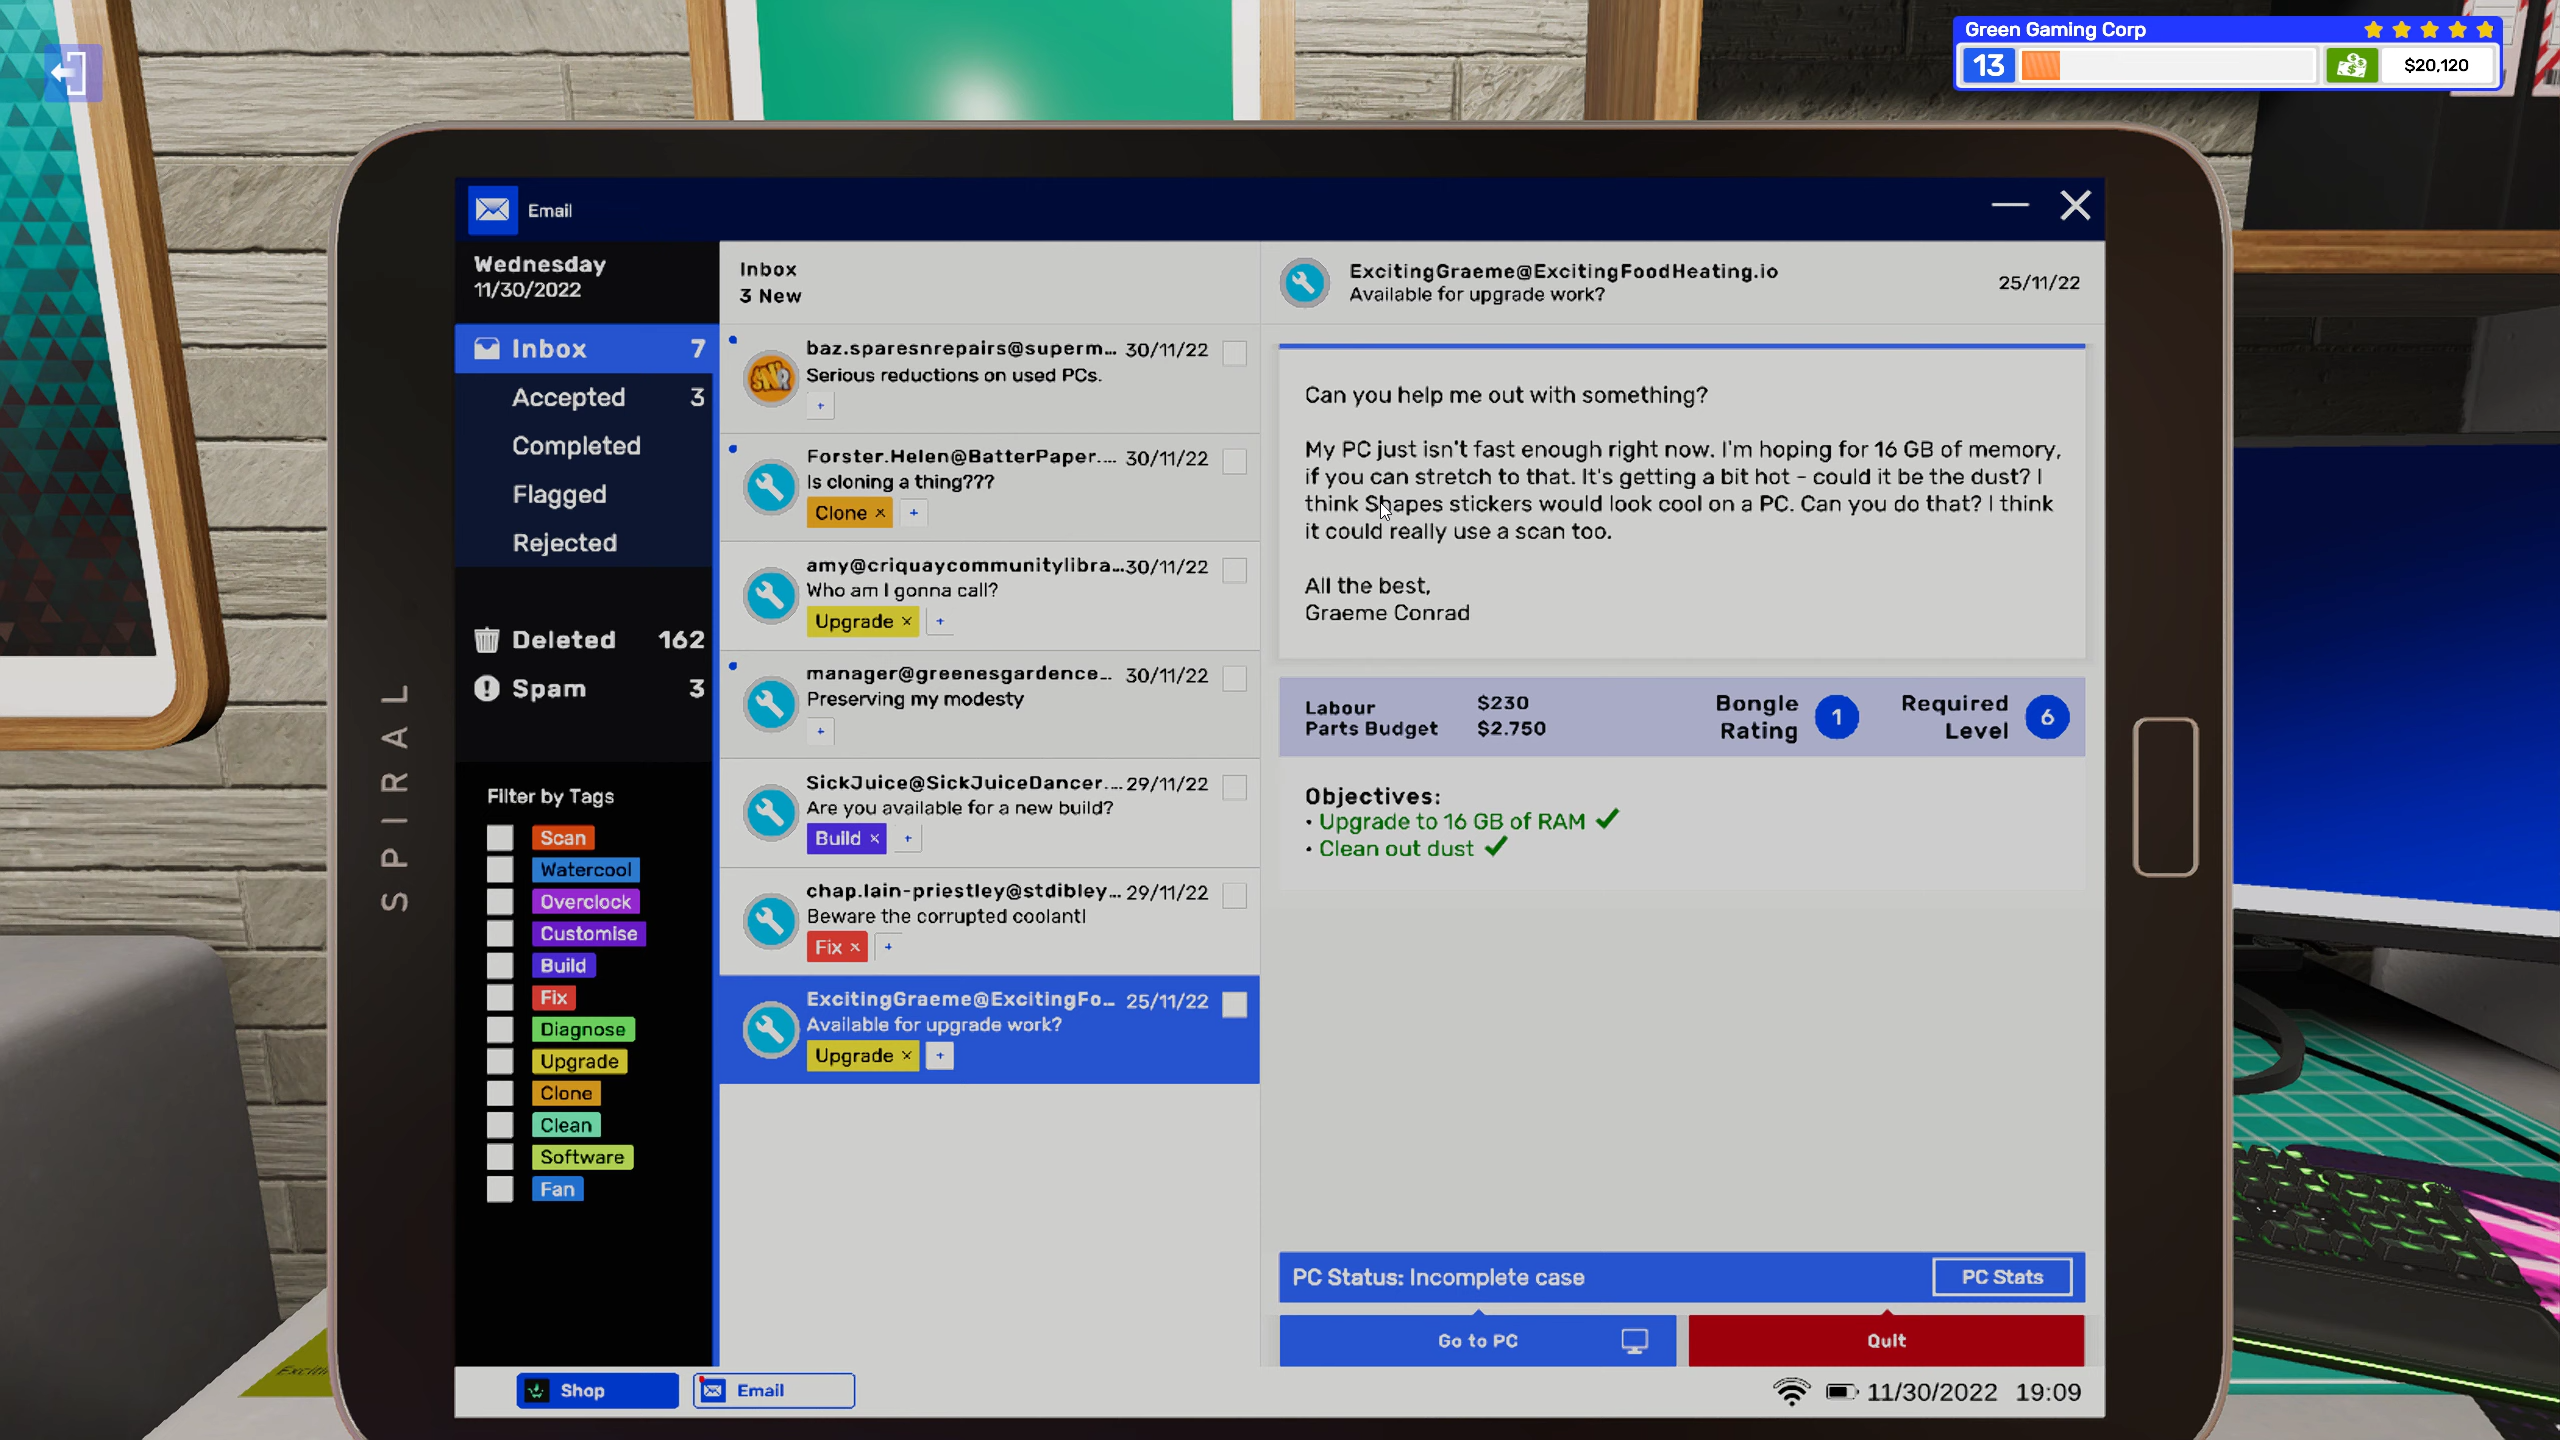 Green Gaming Corp
13
$20,120
Email
Wednesday
11/30/2022
Inbox 7
Accepted 3
Completed
Flagged
Rejected
Deleted 162
Spam 3
Filter by Tags
Scan
Watercool
Overclock
Customise
Build
Fix
Diagnose
Upgrade
Clone
Clean
Software
Fan
Inbox
3 New
baz.sparesnrepairs@superm... 30/11/22
Serious reductions on used PCs.
+
SNR
Forster.Helen@BatterPaper.... 30/11/22
Is cloning a thing???
Clone × +
amy@criquaycommunitylibra... 30/11/22
Who am I gonna call?
Upgrade × +
manager@greenesgardence... 30/11/22
Preserving my modesty
+
SickJuice@SickJuiceDancer.... 29/11/22
Are you available for a new build?
Build × +
chap.lain-priestley@stdibley... 29/11/22
Beware the corrupted coolant!
Fix × +
ExcitingGraeme@ExcitingFo... 25/11/22
Available for upgrade work?
Upgrade × +
ExcitingGraeme@ExcitingFoodHeating.io
Available for upgrade work?
25/11/22
Can you help me out with something?
My PC just isn't fast enough right now. I'm hoping for 16 GB of memory,
if you can stretch to that. It's getting a bit hot - could it be the dust? I
think Shapes stickers would look cool on a PC. Can you do that? I think
it could really use a scan too.
All the best,
Graeme Conrad
Labour $230
Parts Budget $2,750
Bongle
Rating 1
Required
Level 6
Objectives:
• Upgrade to 16 GB of RAM ✓
• Clean out dust ✓
PC Status: Incomplete case
PC Stats
Go to PC
Quit
Shop
Email
11/30/2022 19:09
SPIRAL